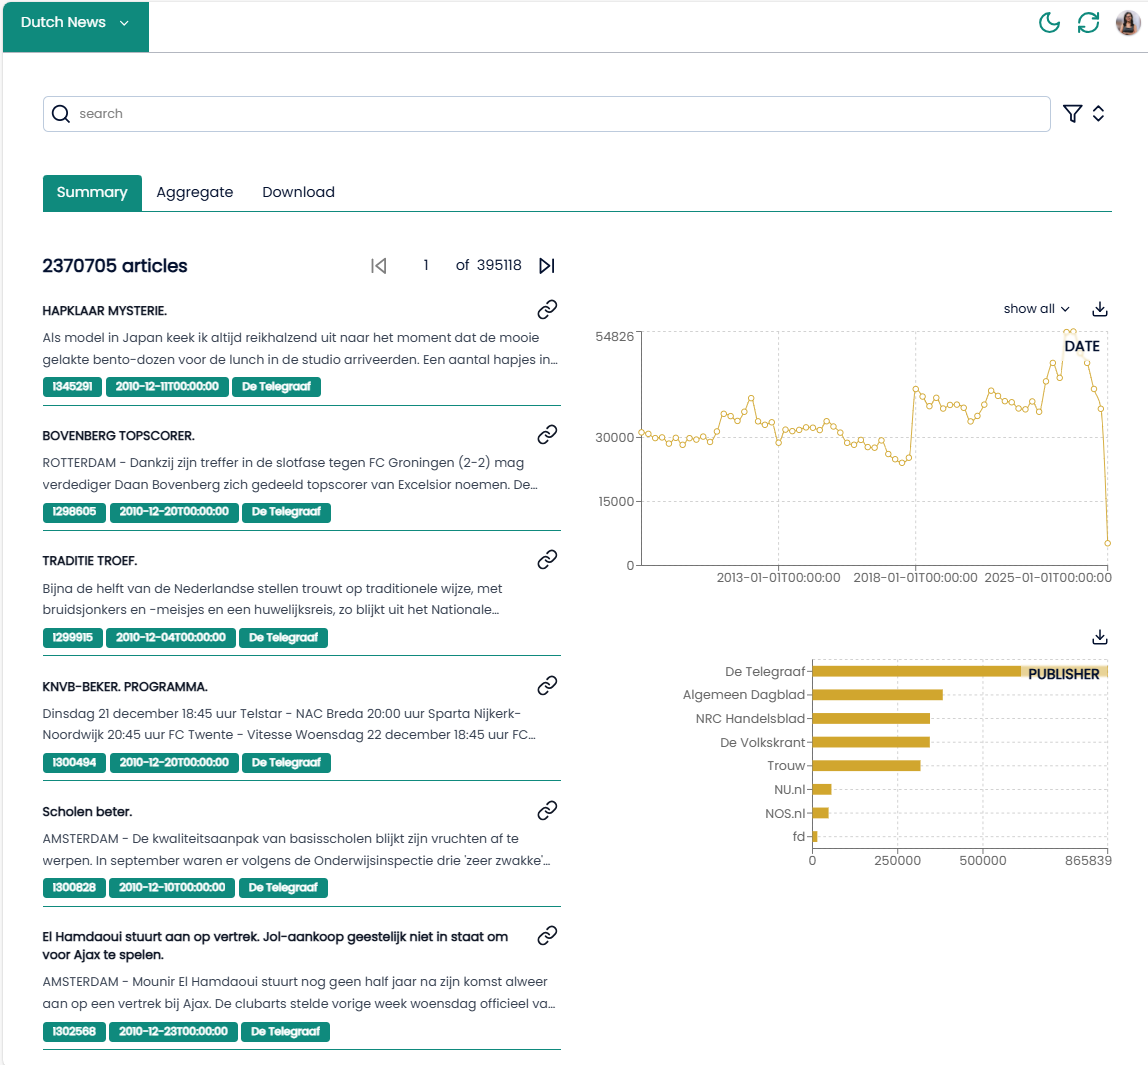 Dutch News
search
Summary
Aggregate
Download
2370705 articles
1 of 395118
HAPKLAAR MYSTERIE.
Als model in Japan keek ik altijd reikhalzend uit naar het moment dat de mooie
gelakte bento-dozen voor de lunch in de studio arriveerden. Een aantal hapjes in...
1345291 2010-12-11T00:00:00 De Telegraaf
BOVENBERG TOPSCORER.
ROTTERDAM - Dankzij zijn treffer in de slotfase tegen FC Groningen (2-2) mag
verdediger Daan Bovenberg zich gedeeld topscorer van Excelsior noemen. De...
1298605 2010-12-20T00:00:00 De Telegraaf
TRADITIE TROEF.
Bijna de helft van de Nederlandse stellen trouwt op traditionele wijze, met
bruidsjonkers en -meisjes en een huwelijksreis, zo blijkt uit het Nationale...
1299915 2010-12-04T00:00:00 De Telegraaf
KNVB-BEKER. PROGRAMMA.
Dinsdag 21 december 18:45 uur Telstar - NAC Breda 20:00 uur Sparta Nijkerk-
Noordwijk 20:45 uur FC Twente - Vitesse Woensdag 22 december 18:45 uur FC...
1300494 2010-12-20T00:00:00 De Telegraaf
Scholen beter.
AMSTERDAM - De kwaliteitsaanpak van basisscholen blijkt zijn vruchten af te
werpen. In september waren er volgens de Onderwijsinspectie drie 'zeer zwakke'...
1300828 2010-12-10T00:00:00 De Telegraaf
El Hamdaoui stuurt aan op vertrek. Jol-aankoop geestelijk niet in staat om
voor Ajax te spelen.
AMSTERDAM - Mounir El Hamdaoui stuurt nog geen half jaar na zijn komst alweer
aan op een vertrek bij Ajax. De clubarts stelde vorige week woensdag officieel va...
1302568 2010-12-23T00:00:00 De Telegraaf
show all
54826
DATE
30000
15000
0
2013-01-01T00:00:00 2018-01-01T00:00:00 2025-01-01T00:00:00
De Telegraaf
PUBLISHER
Algemeen Dagblad
NRC Handelsblad
De Volkskrant
Trouw
NU.nl
NOS.nl
fd
0 250000 500000 865839